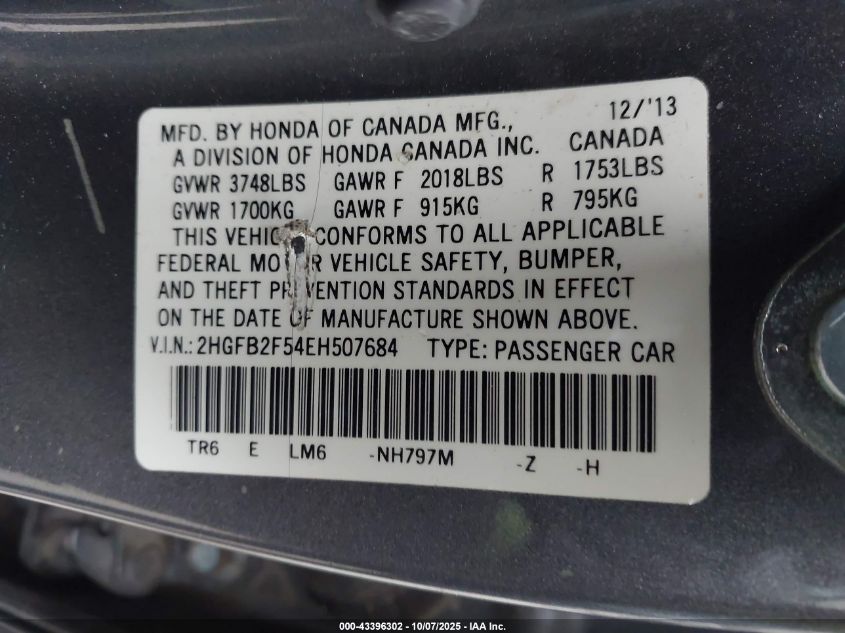 12/'13
MFD. BY HONDA OF CANADA MFG.,
A DIVISION OF HONDA CANADA INC. CANADA
GVWR 3748LBS GAWR F 2018LBS R 1753LBS
GVWR 1700KG GAWR F 915KG R 795KG
THIS VEHIC CONFORMS TO ALL APPLICABLE
FEDERAL MO R VEHICLE SAFETY, BUMPER,
AND THEFT PR VENTION STANDARDS IN EFFECT
ON THE DATE OF MANUFACTURE SHOWN ABOVE.
V.I.N.: 2HGFB2F54EH507684 TYPE: PASSENGER CAR
TR6 E LM6 -NH797M -Z -H
000-43396302 - 10/07/2025 - IAA Inc.